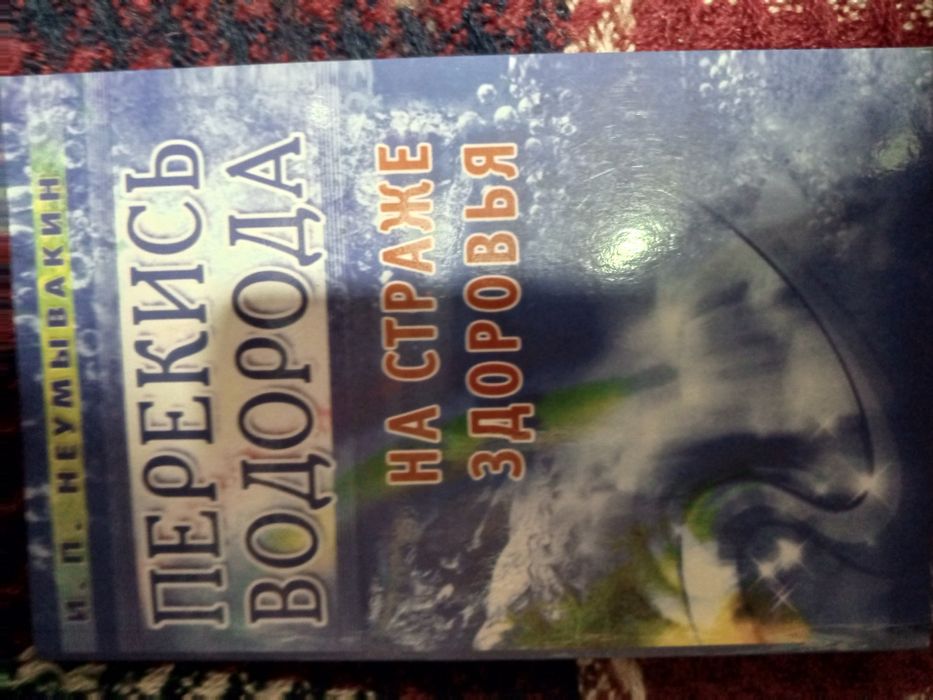 И. П. НЕУМЫВАКИН
ПЕРЕКИСЬ
ВОДОРОДА
НА СТРАЖЕ
ЗДОРОВЬЯ